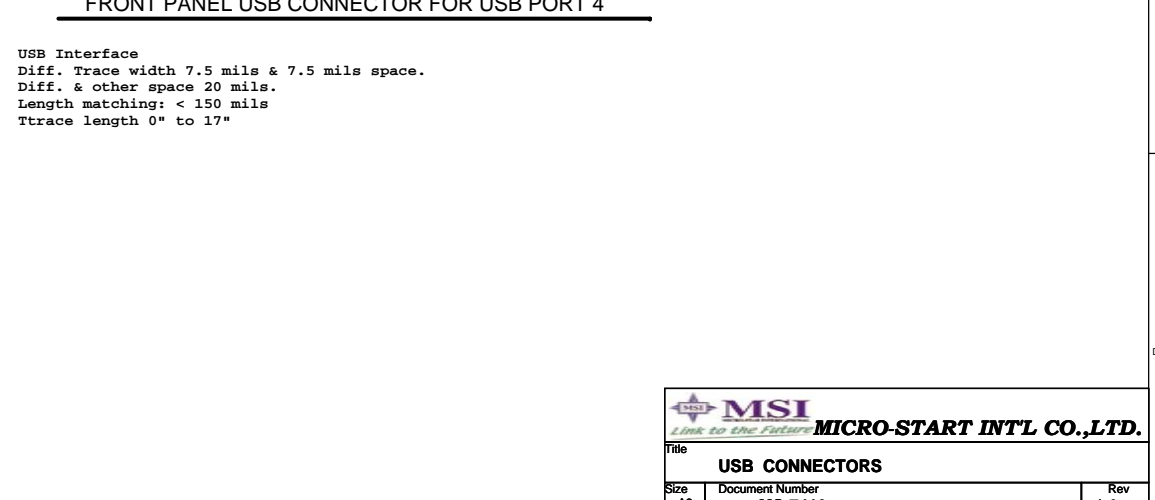 FRONT PANEL USB CONNECTOR FOR USB PORT 4
USB Interface
Diff. Trace width 7.5 mils & 7.5 mils space.
Diff. & other space 20 mils.
Length matching: < 150 mils
Ttrace length 0" to 17"
MSI
MSI
Link to the Future
MICRO-START INT'L CO.,LTD.
Title
USB CONNECTORS
Size
Document Number
Rev